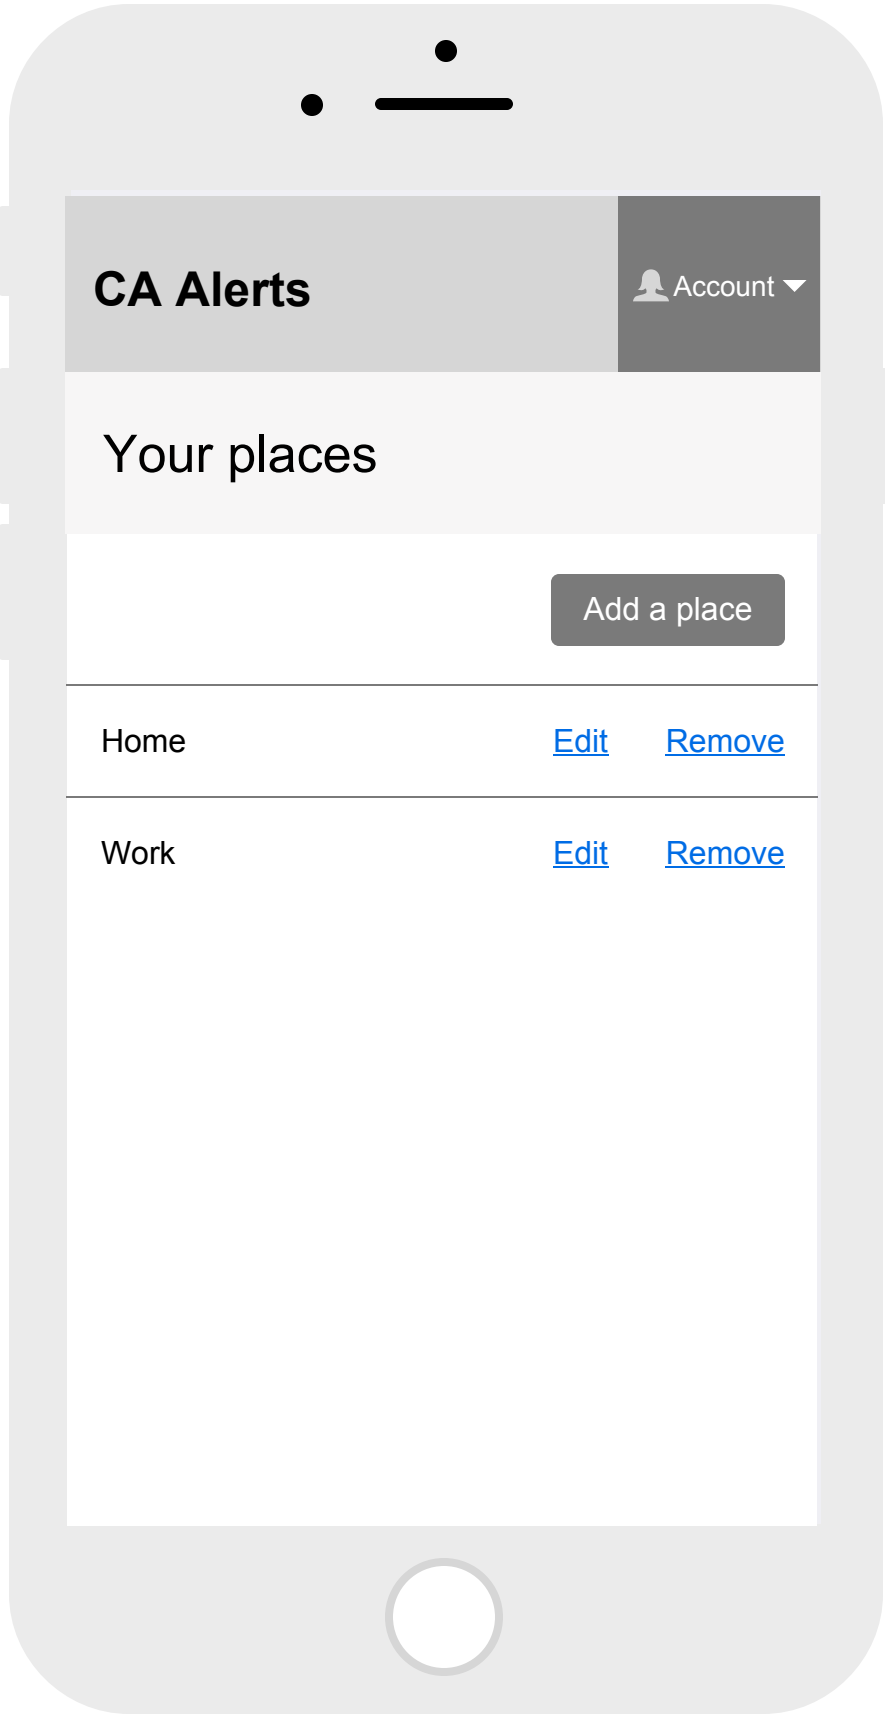 CA Alerts
Account
Your places
Add a place
Home Edit Remove
Work Edit Remove